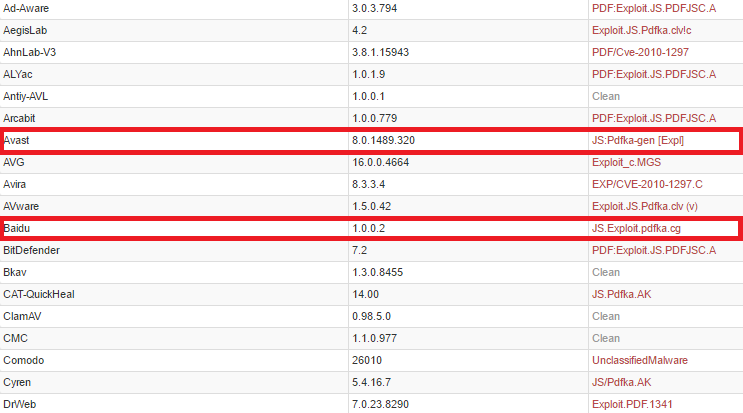 Ad-Aware 3.0.3.794 PDF:Exploit.JS.PDFJSC.A
AegisLab 4.2 Exploit.JS.Pdfka.clv!c
AhnLab-V3 3.8.1.15943 PDF/Cve-2010-1297
ALYac 1.0.1.9 PDF:Exploit.JS.PDFJSC.A
Antiy-AVL 1.0.0.1 Clean
Arcabit 1.0.0.779 PDF:Exploit.JS.PDFJSC.A
Avast 8.0.1489.320 JS:Pdfka-gen [Expl]
AVG 16.0.0.4664 Exploit_c.MGS
Avira 8.3.3.4 EXP/CVE-2010-1297.C
AVware 1.5.0.42 Exploit.JS.Pdfka.clv (v)
Baidu 1.0.0.2 JS.Exploit.pdfka.cg
BitDefender 7.2 PDF:Exploit.JS.PDFJSC.A
Bkav 1.3.0.8455 Clean
CAT-QuickHeal 14.00 JS.Pdfka.AK
ClamAV 0.98.5.0 Clean
CMC 1.1.0.977 Clean
Comodo 26010 UnclassifiedMalware
Cyren 5.4.16.7 JS/Pdfka.AK
DrWeb 7.0.23.8290 Exploit.PDF.1341